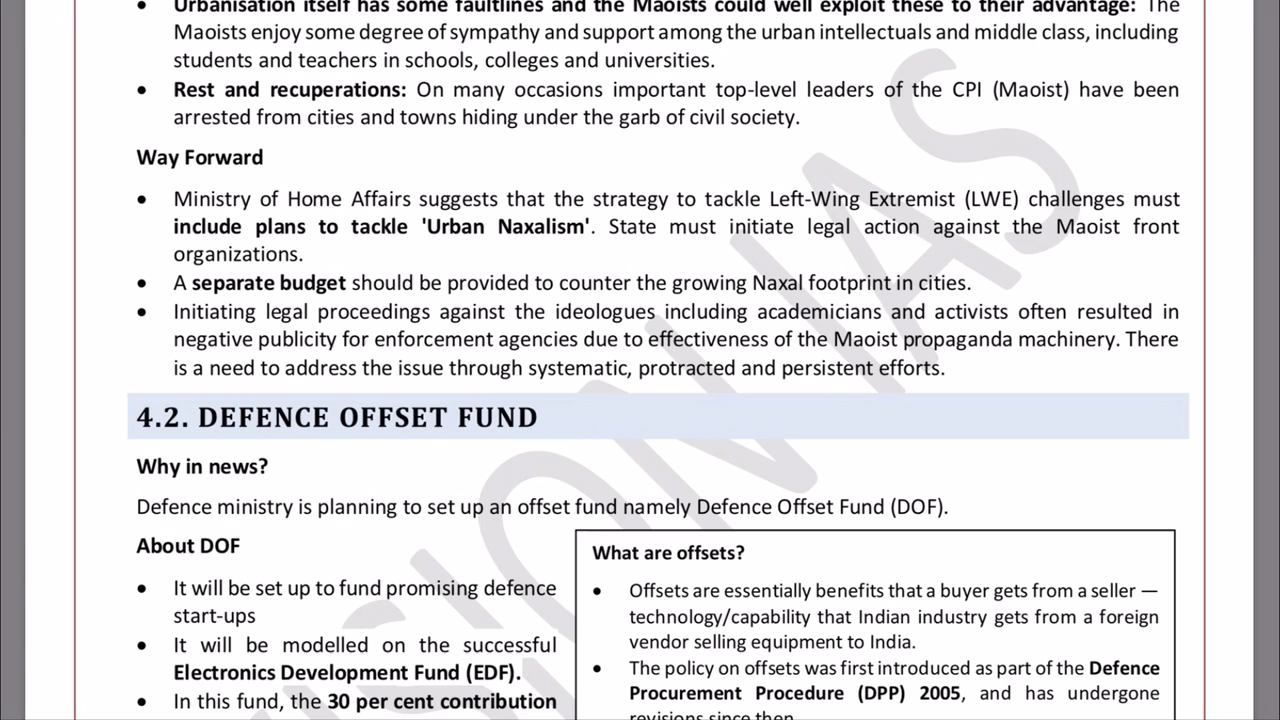 Urbanisation itself has some faultlines and the Maoists could well exploit these to their advantage: The
Maoists enjoy some degree of sympathy and support among the urban intellectuals and middle class, including
students and teachers in schools, colleges and universities.
• Rest and recuperations: On many occasions important top-level leaders of the CPI (Maoist) have been
arrested from cities and towns hiding under the garb of civil society.
Way Forward
• Ministry of Home Affairs suggests that the strategy to tackle Left-Wing Extremist (LWE) challenges must
include plans to tackle 'Urban Naxalism'. State must initiate legal action against the Maoist front
organizations.
• A separate budget should be provided to counter the growing Naxal footprint in cities.
• Initiating legal proceedings against the ideologues including academicians and activists often resulted in
negative publicity for enforcement agencies due to effectiveness of the Maoist propaganda machinery. There
is a need to address the issue through systematic, protracted and persistent efforts.
4.2. DEFENCE OFFSET FUND
Why in news?
Defence ministry is planning to set up an offset fund namely Defence Offset Fund (DOF).
About DOF
• It will be set up to fund promising defence
start-ups
• It will be modelled on the successful
Electronics Development Fund (EDF).
• In this fund, the 30 per cent contribution
What are offsets?
• Offsets are essentially benefits that a buyer gets from a seller —
technology/capability that Indian industry gets from a foreign
vendor selling equipment to India.
• The policy on offsets was first introduced as part of the Defence
Procurement Procedure (DPP) 2005, and has undergone
revisions since then
VISION IAS